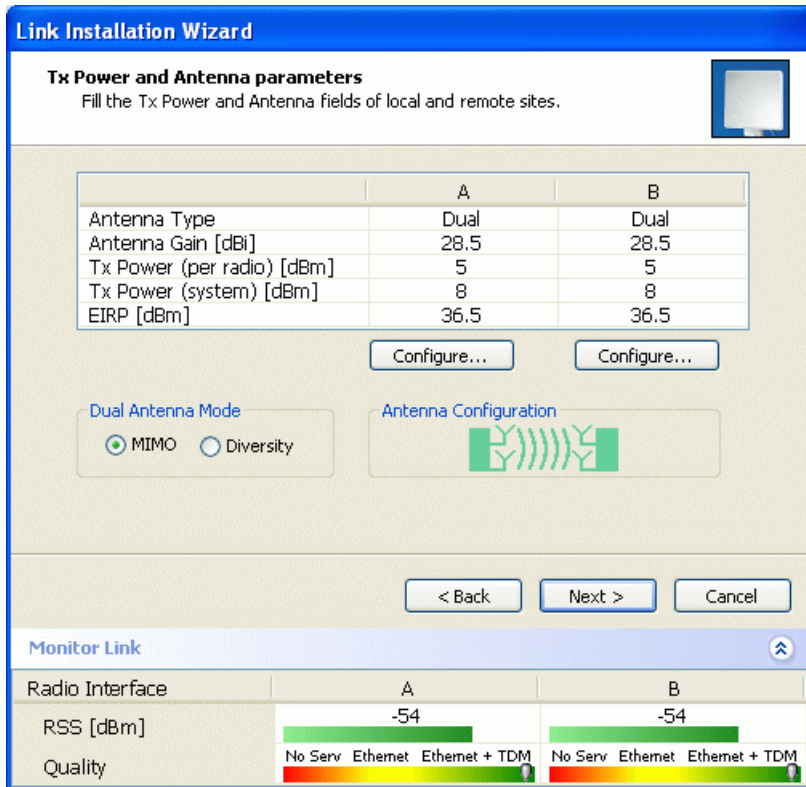 Link Installation Wizard
Tx Power and Antenna parameters
Fill the Tx Power and Antenna fields of local and remote sites.
A B
Antenna Type Dual Dual
Antenna Gain [dBi] 28.5 28.5
Tx Power (per radio) [dBm] 5 5
Tx Power (system) [dBm] 8 8
EIRP [dBm] 36.5 36.5
Configure... Configure...
Dual Antenna Mode Antenna Configuration
MIMO Diversity
< Back Next > Cancel
Monitor Link
Radio Interface A B
RSS [dBm] -54 -54
Quality No Serv Ethernet Ethernet + TDM No Serv Ethernet Ethernet + TDM